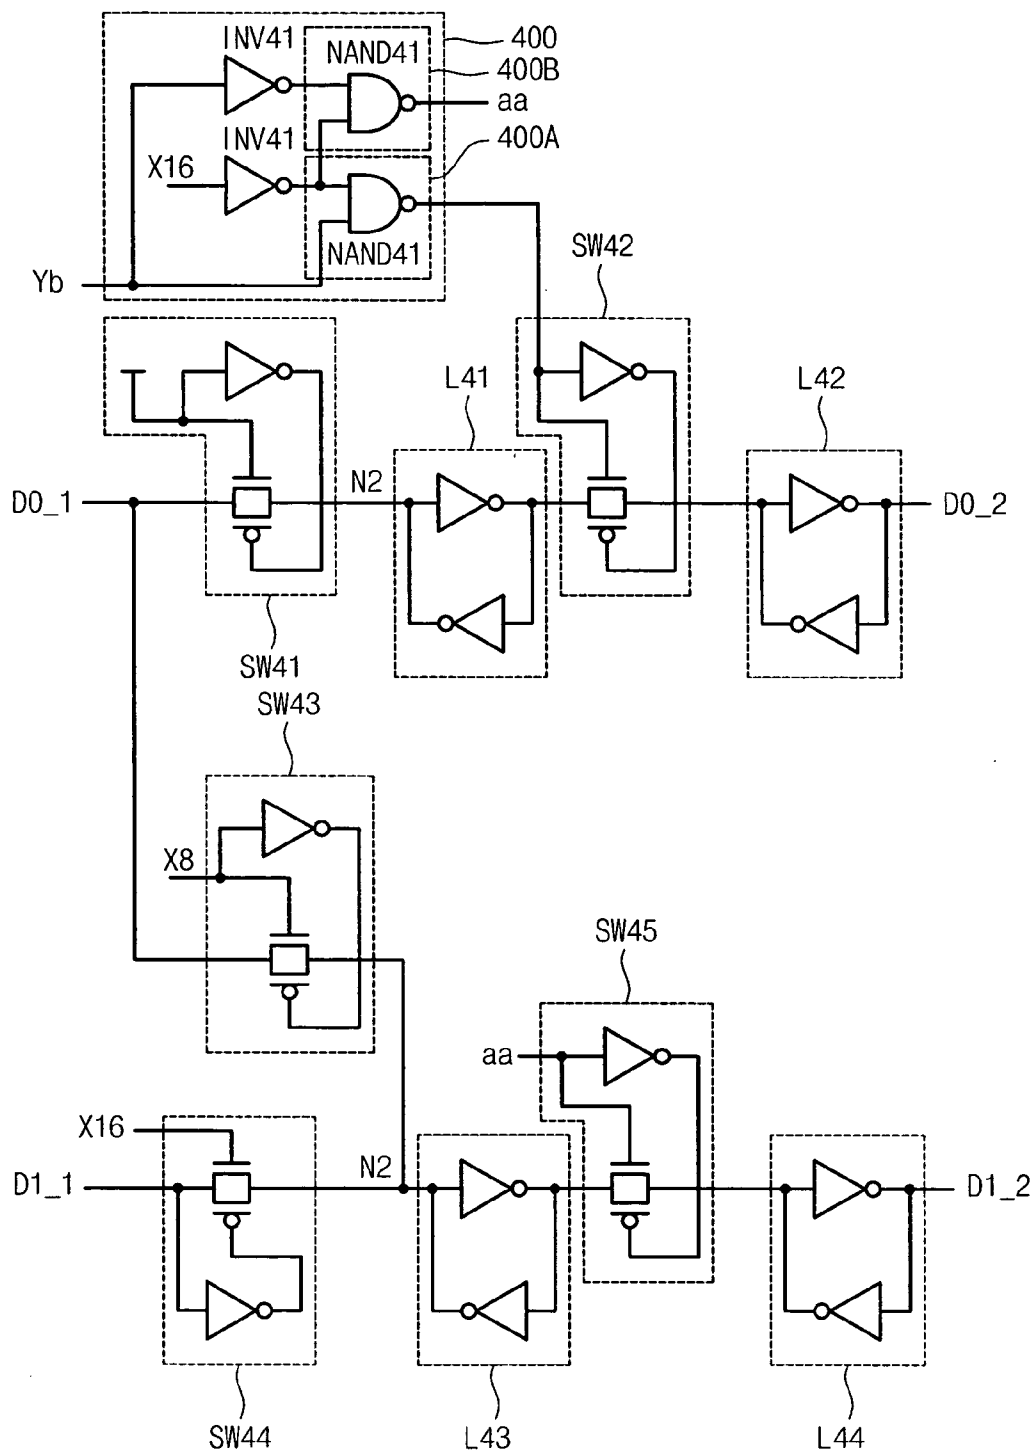 INV41
NAND41
400
400B
aa
INV41
400A
X16
NAND41
SW42
Yb
L41
L42
N2
D0_1
D0_2
SW41
SW43
X8
SW45
aa
X16
N2
D1_1
D1_2
SW44
L43
L44